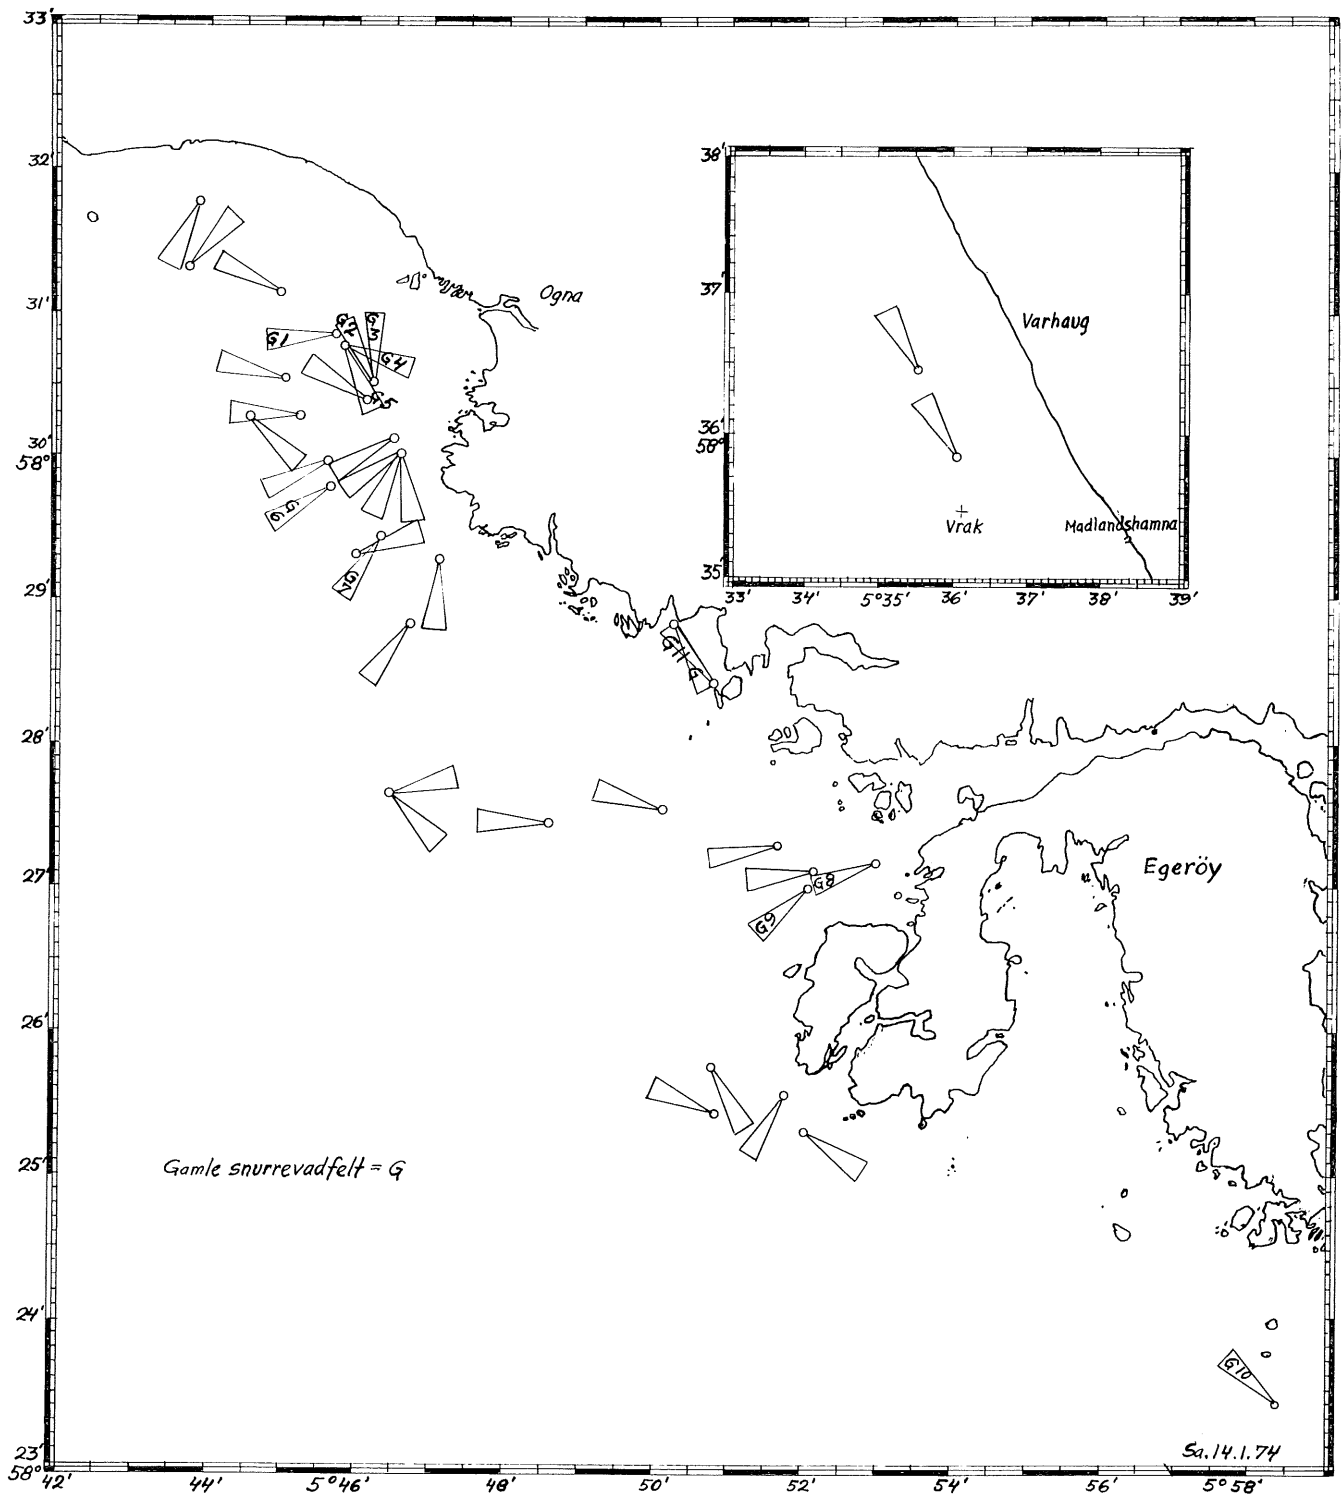 33'
32'
31'
30'
58°
29'
28'
27'
26'
25'
24'
23'
58°42'
44'
5°46'
48'
50'
52'
54'
56'
5°58'
Ogna
G1
G2
G3
G4
G5
G6
G7
G11
G
G8
G9
G10
Egeröy
Gamle snurrevadfelt = G
Sa.14.1.74
38'
37'
36'
58°
35'
33'
34'
5°35'
36'
37'
38'
39'
Varhaug
Vrak
Madlandshamna